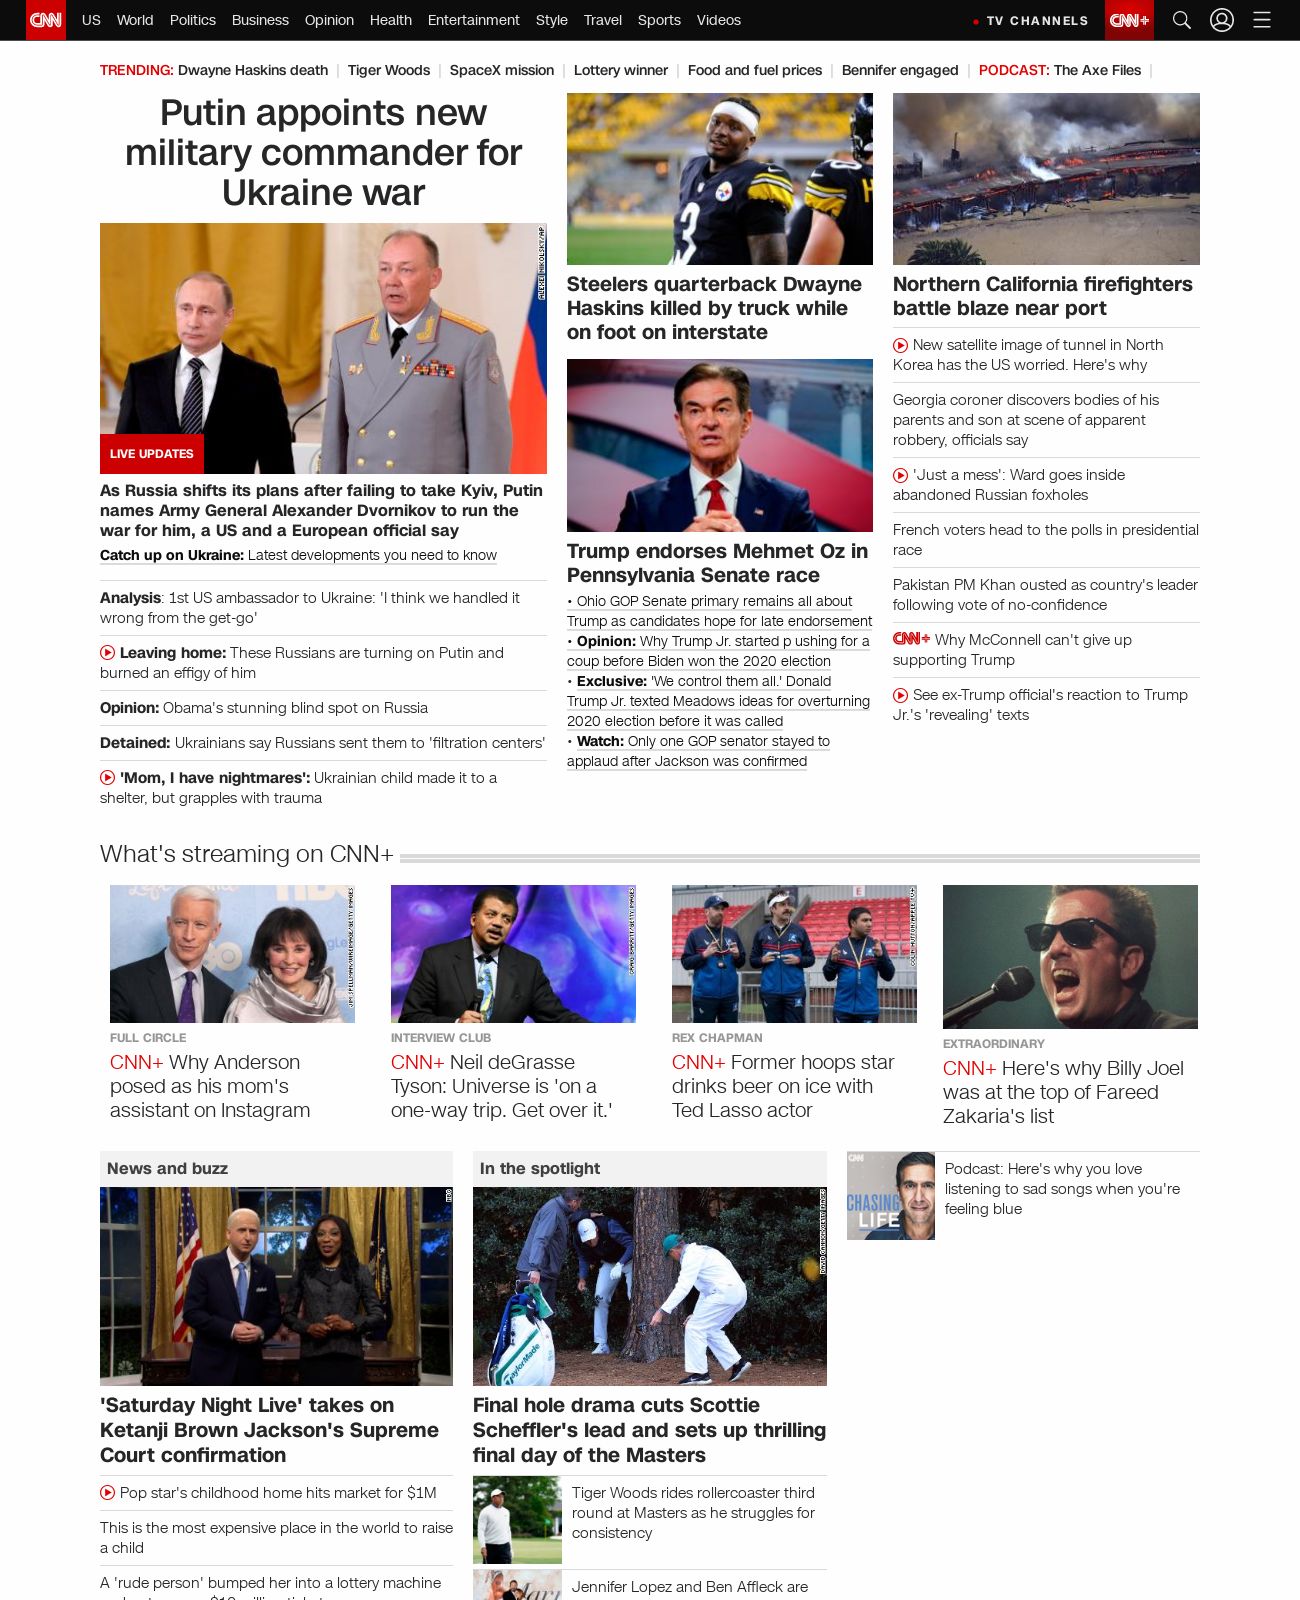 CNN US World Politics Business Opinion Health Entertainment Style Travel Sports Videos TV CHANNELS CNN+
TRENDING: Dwayne Haskins death Tiger Woods SpaceX mission Lottery winner Food and fuel prices Bennifer engaged PODCAST: The Axe Files
Putin appoints new
military commander for
Ukraine war
ALEXEI NIKOLSKY/AP
LIVE UPDATES
As Russia shifts its plans after failing to take Kyiv, Putin
names Army General Alexander Dvornikov to run the
war for him, a US and a European official say
Catch up on Ukraine: Latest developments you need to know
Analysis: 1st US ambassador to Ukraine: 'I think we handled it
wrong from the get-go'
Leaving home: These Russians are turning on Putin and
burned an effigy of him
Opinion: Obama's stunning blind spot on Russia
Detained: Ukrainians say Russians sent them to 'filtration centers'
'Mom, I have nightmares': Ukrainian child made it to a
shelter, but grapples with trauma
3
Steelers quarterback Dwayne
Haskins killed by truck while
on foot on interstate
Trump endorses Mehmet Oz in
Pennsylvania Senate race
• Ohio GOP Senate primary remains all about
Trump as candidates hope for late endorsement
• Opinion: Why Trump Jr. started p ushing for a
coup before Biden won the 2020 election
• Exclusive: 'We control them all.' Donald
Trump Jr. texted Meadows ideas for overturning
2020 election before it was called
• Watch: Only one GOP senator stayed to
applaud after Jackson was confirmed
Northern California firefighters
battle blaze near port
New satellite image of tunnel in North
Korea has the US worried. Here's why
Georgia coroner discovers bodies of his
parents and son at scene of apparent
robbery, officials say
'Just a mess': Ward goes inside
abandoned Russian foxholes
French voters head to the polls in presidential
race
Pakistan PM Khan ousted as country's leader
following vote of no-confidence
CNN+ Why McConnell can't give up
supporting Trump
See ex-Trump official's reaction to Trump
Jr.'s 'revealing' texts
What's streaming on CNN+
JIM SPELLMAN/WIREIMAGE/GETTY IMAGES
FULL CIRCLE
CNN+ Why Anderson
posed as his mom's
assistant on Instagram
CRAIG BARRITT/GETTY IMAGES
INTERVIEW CLUB
CNN+ Neil deGrasse
Tyson: Universe is 'on a
one-way trip. Get over it.'
E
COLIN HUTTON/APPLE TV+
REX CHAPMAN
CNN+ Former hoops star
drinks beer on ice with
Ted Lasso actor
EXTRAORDINARY
CNN+ Here's why Billy Joel
was at the top of Fareed
Zakaria's list
News and buzz
NBC
'Saturday Night Live' takes on
Ketanji Brown Jackson's Supreme
Court confirmation
Pop star's childhood home hits market for $1M
This is the most expensive place in the world to raise
a child
A 'rude person' bumped her into a lottery machine
In the spotlight
TaylorMade
DAVID CANNON/GETTY IMAGES
Final hole drama cuts Scottie
Scheffler's lead and sets up thrilling
final day of the Masters
Tiger Woods rides rollercoaster third
round at Masters as he struggles for
consistency
Jennifer Lopez and Ben Affleck are
CNN
CHASING
LIFE
Podcast: Here's why you love
listening to sad songs when you're
feeling blue